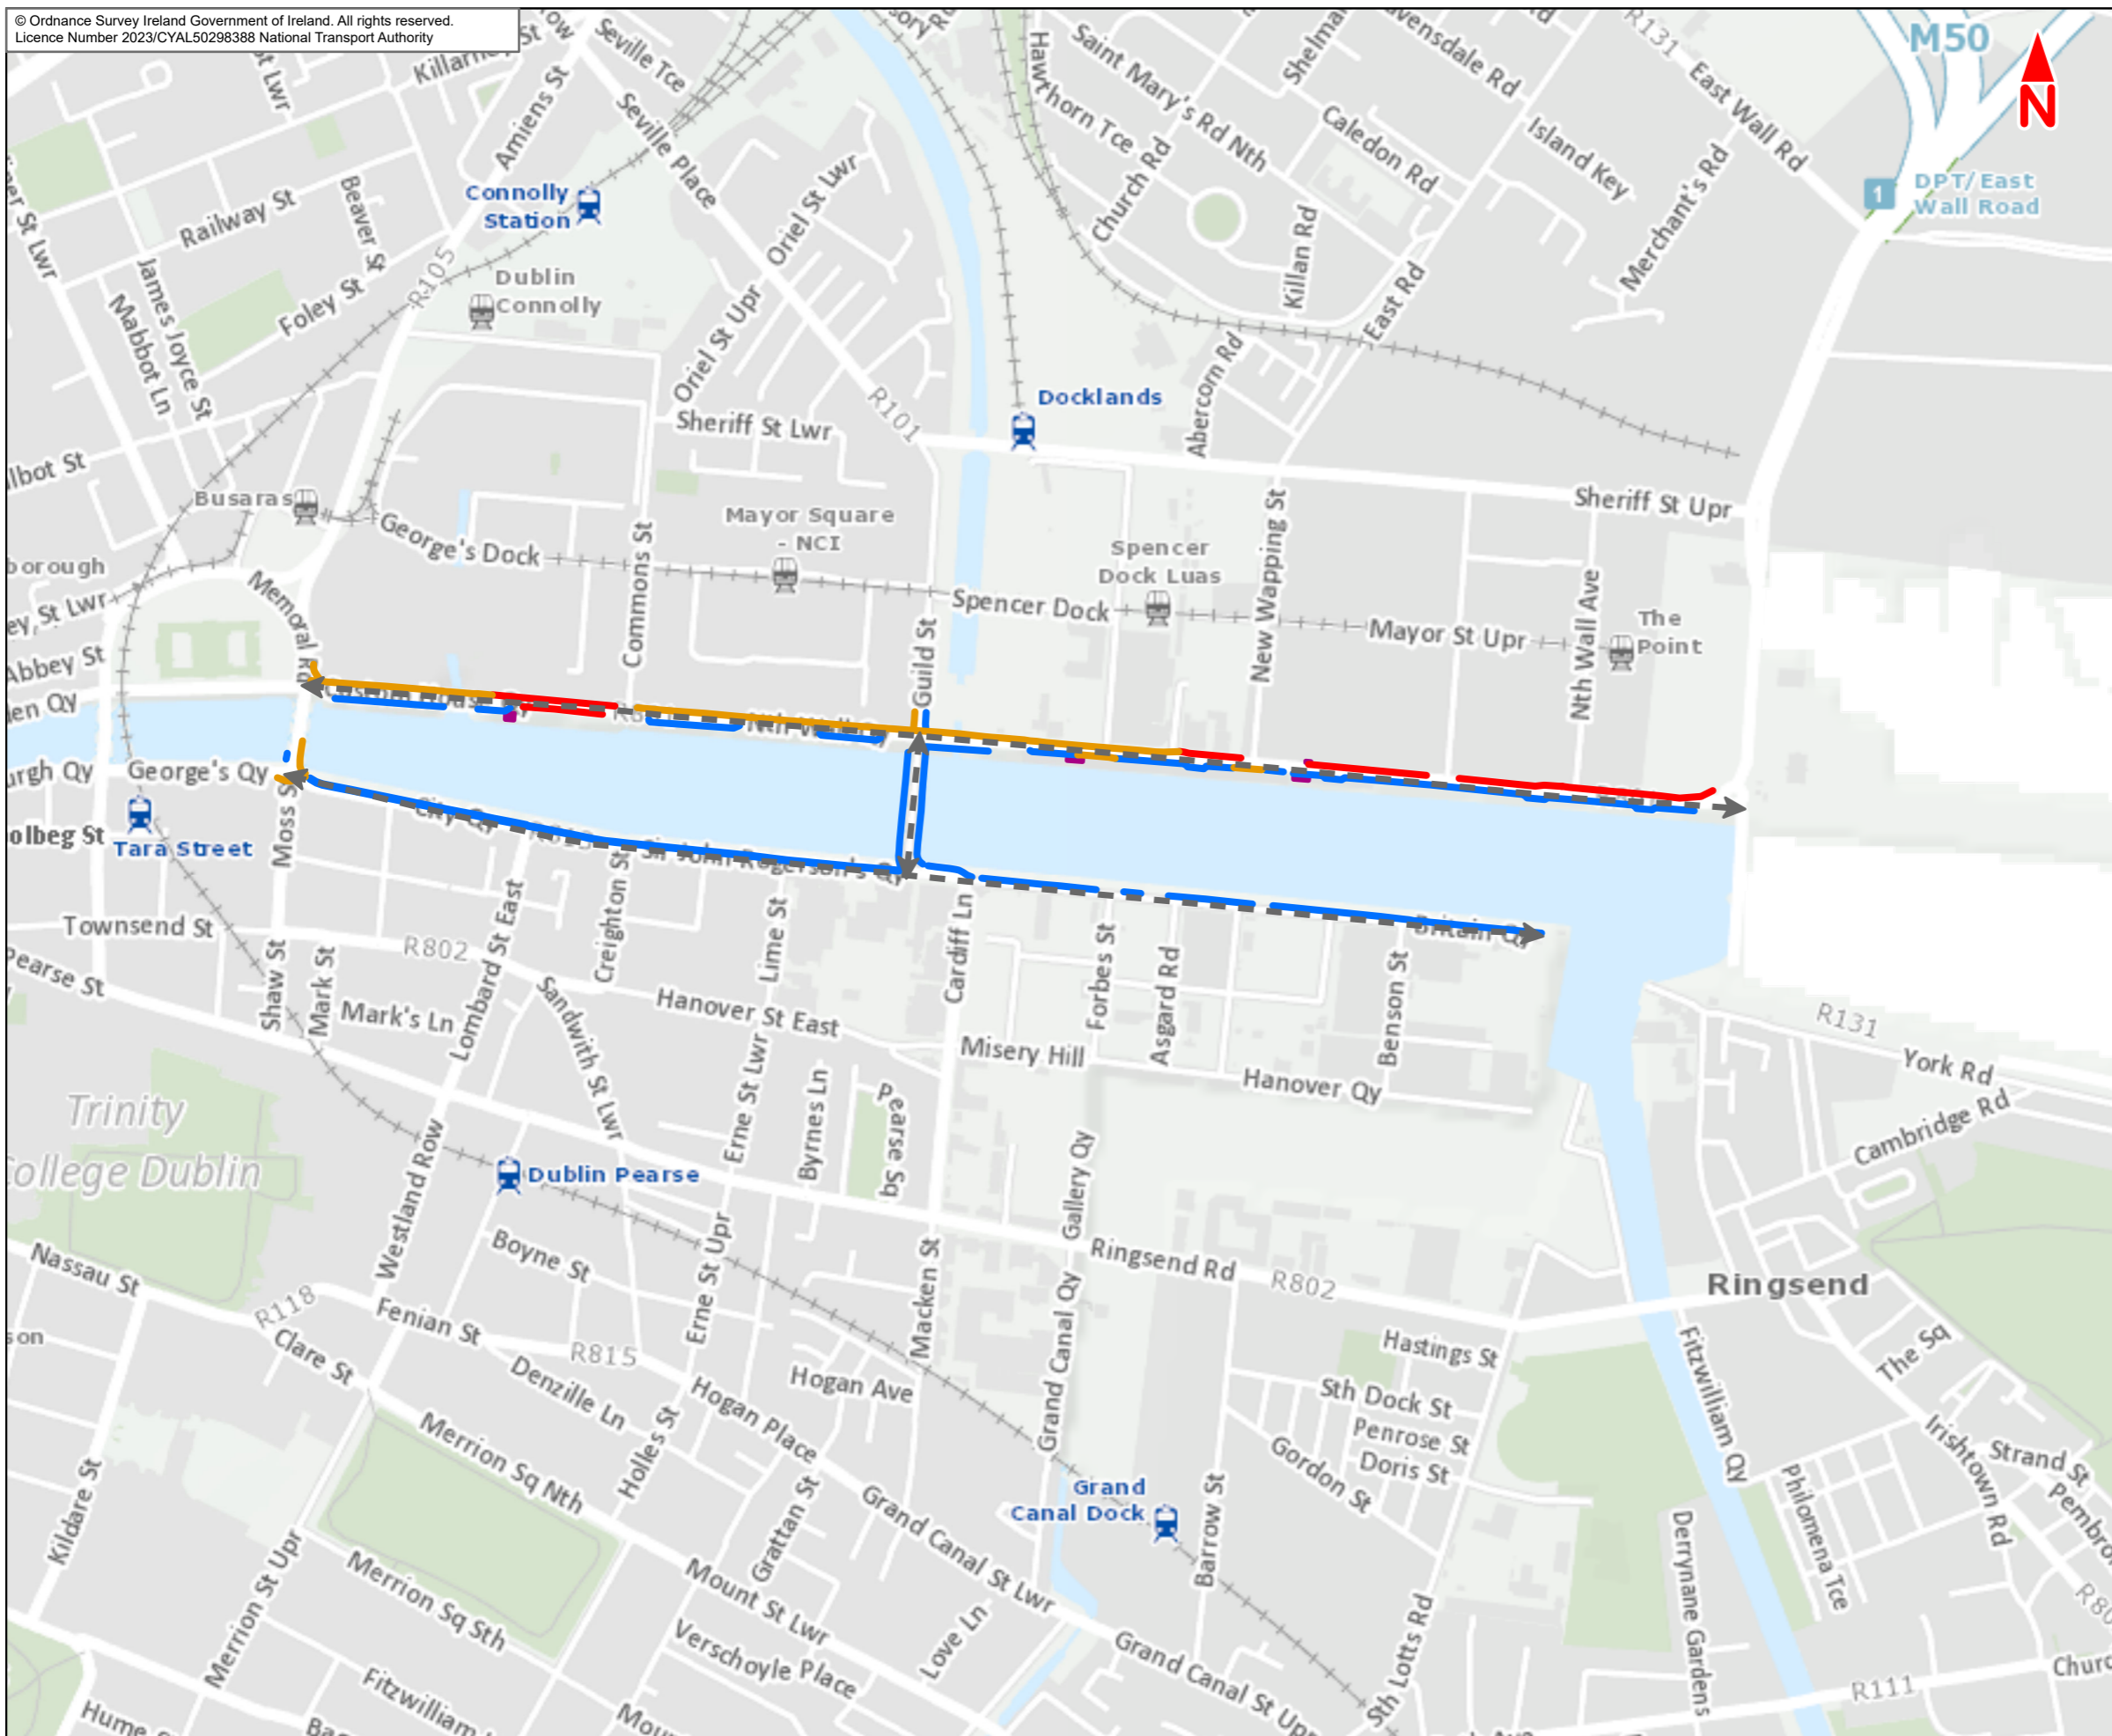 © Ordnance Survey Ireland Government of Ireland. All rights reserved.
Licence Number 2023/CYAL50298388 National Transport Authority
Seville Tce
Killarney St
Amiens St
Seville Place
Hawthorn Tce
Saint Mary's Rd Nth
Church Rd
Caledon Rd
R131
East Wall Rd
M50
N
Island Key
Merchant's Rd
1
DPT/East
Wall Road
Connolly
Station
Railway St
Beaver St
Oriel St Lwr
Killan Rd
East Rd
R105
Dublin
Connolly
James Joyce St
Mabbot Ln
Foley St
Oriel St Upr
Abercorn Rd
R101
Docklands
Sheriff St Lwr
Sheriff St Upr
Busaras
George's Dock
Commons St
Mayor Square
- NCI
Spencer
Dock Luas
New Wapping St
Memoral Rd
Spencer Dock
Mayor St Upr
Nth Wall Ave
The
Point
Abbey St
Guild St
George's Qy
Moss St
City Qy
Sir John Rogerson's Qy
Tara Street
Britain Qy
Townsend St
R802
Lombard St East
Creighton St
Lime St
Cardiff Ln
Forbes St
Asgard Rd
Benson St
Pearse St
Shaw St
Mark St
Mark's Ln
Sandwith St Lwr
Hanover St East
Misery Hill
Hanover Qy
R131
York Rd
Cambridge Rd
Trinity
College Dublin
Westland Row
Dublin Pearse
Erne St Lwr
Byrnes Ln
Pearse Sq
Gallery Qy
Nassau St
R118
Clare St
Fenian St
Boyne St
Erne St Upr
Macken St
Ringsend Rd
R802
Ringsend
R815
Denzille Ln
Hogan Place
Hogan Ave
Grand Canal Qy
Hastings St
Sth Dock St
Penrose St
Doris St
Gordon St
Fitzwilliam Qy
The Sq
Irishtown Rd
Strand St
Kildare St
Merrion Sq Nth
Holles St
Grattan St
Grand Canal St Lwr
Grand
Canal Dock
Barrow St
Philomena Tce
Derrynane Gardens
Merrion St Upr
Merrion Sq Sth
Mount St Lwr
Verschoyle Place
Love Ln
Grand Canal St Upr
Sth Lotts Rd
R111
Fitzwilliam